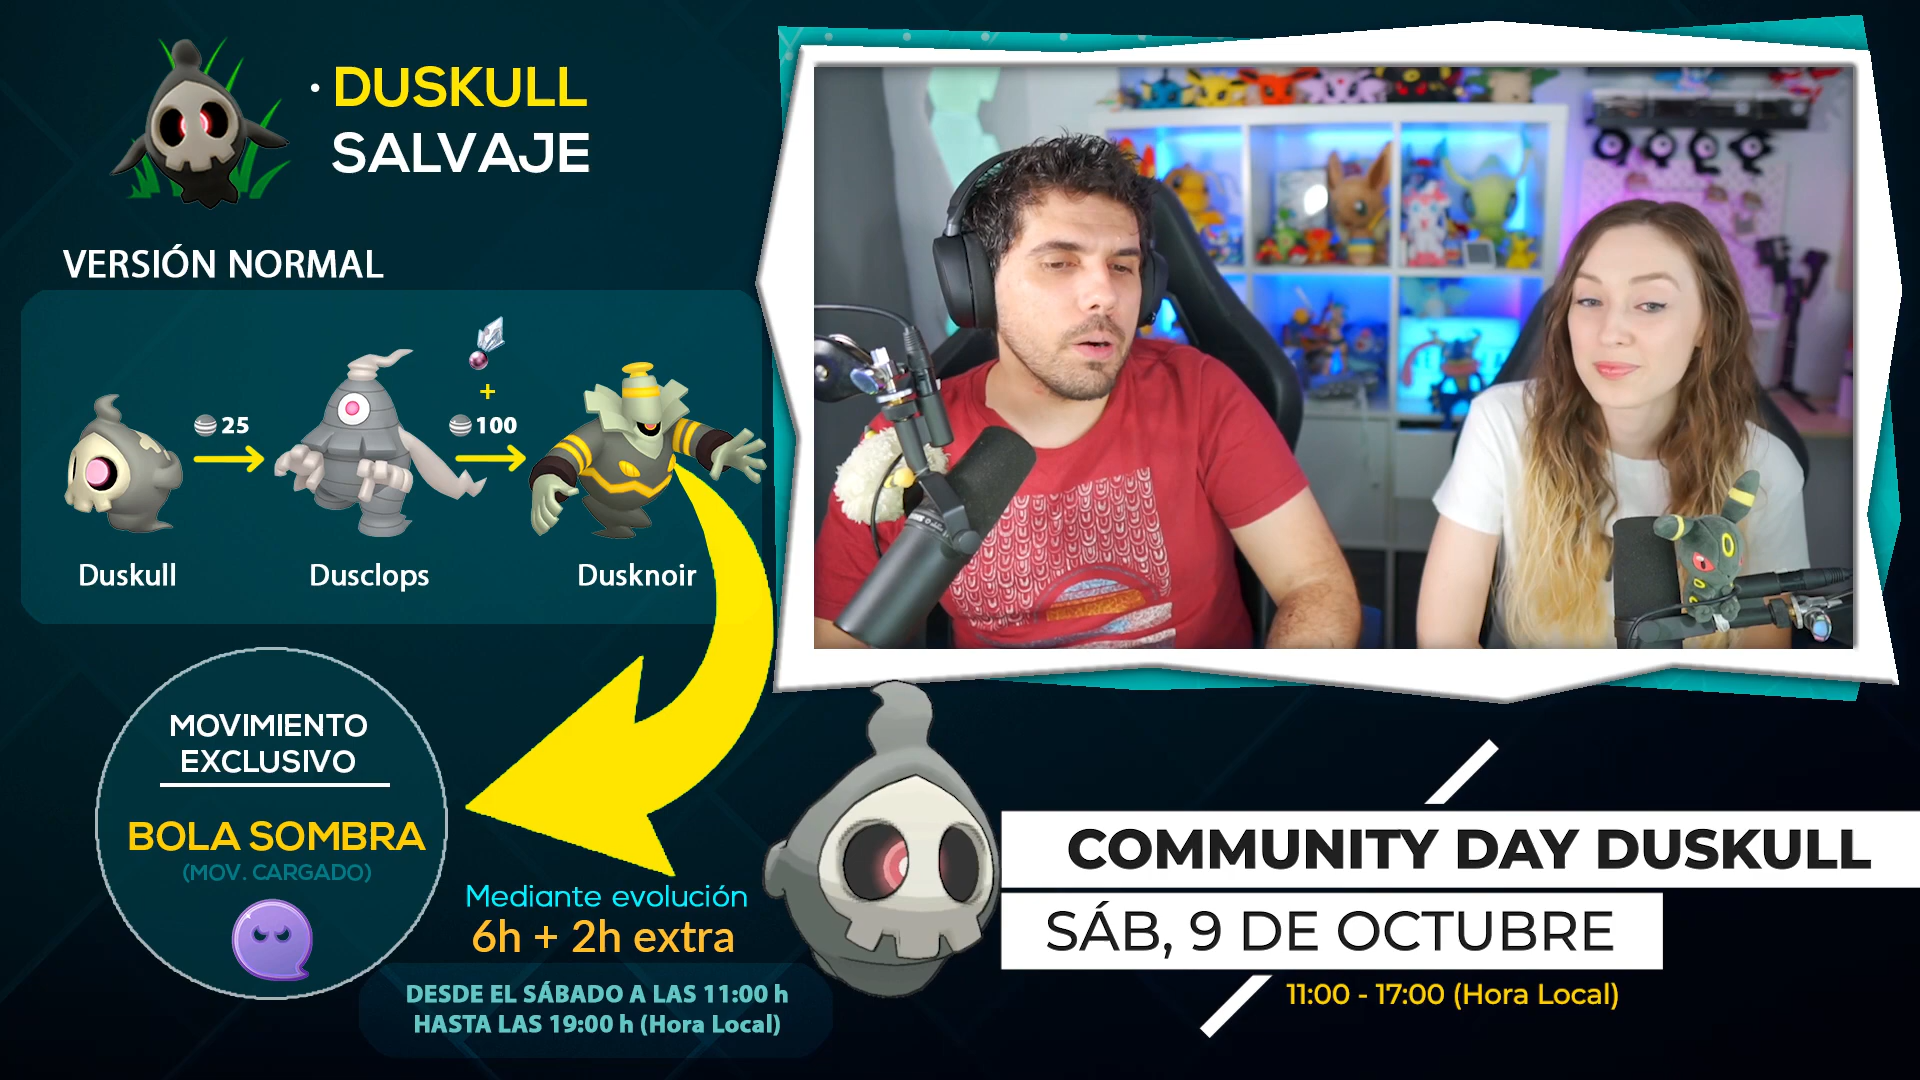 · DUSKULL
SALVAJE
VERSIÓN NORMAL
25
+
100
Duskull
Dusclops
Dusknoir
MOVIMIENTO
EXCLUSIVO
BOLA SOMBRA
(MOV. CARGADO)
Mediante evolución
6h + 2h extra
DESDE EL SÁBADO A LAS 11:00 h
HASTA LAS 19:00 h (Hora Local)
COMMUNITY DAY DUSKULL
SÁB, 9 DE OCTUBRE
11:00 - 17:00 (Hora Local)